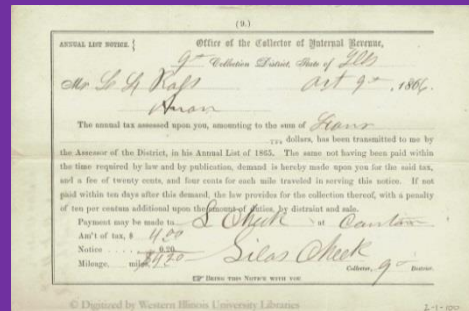 (9.)
ANNUAL LIST NOTICE. { Office of the Collector of Internal Revenue,
9th Collection District, State of Ills
Mr. Oct 9th, 1866.
The annual tax assessed upon you, amounting to the sum of Four
dollars, has been transmitted to me by
the Assessor of the District, in his Annual List of 1865. The same not having been paid within
the time required by law and by publication, demand is hereby made upon you for the said tax,
and a fee of twenty cents, and four cents for each mile traveled in serving this notice. If not
paid within ten days after this demand, the law provides for the collection thereof, with a penalty
of ten per centum additional upon the amount of duties, by distraint and sale.
Payment may be made to S Cheek at Canton
Am't of tax, $ 4.00
Notice ..... 0.20
Mileage. miles $4.20 Silas Cheek
Collector, 9th District.
☞ BRING THIS NOTICE WITH YOU
© Digitized by Western Illinois University Libraries